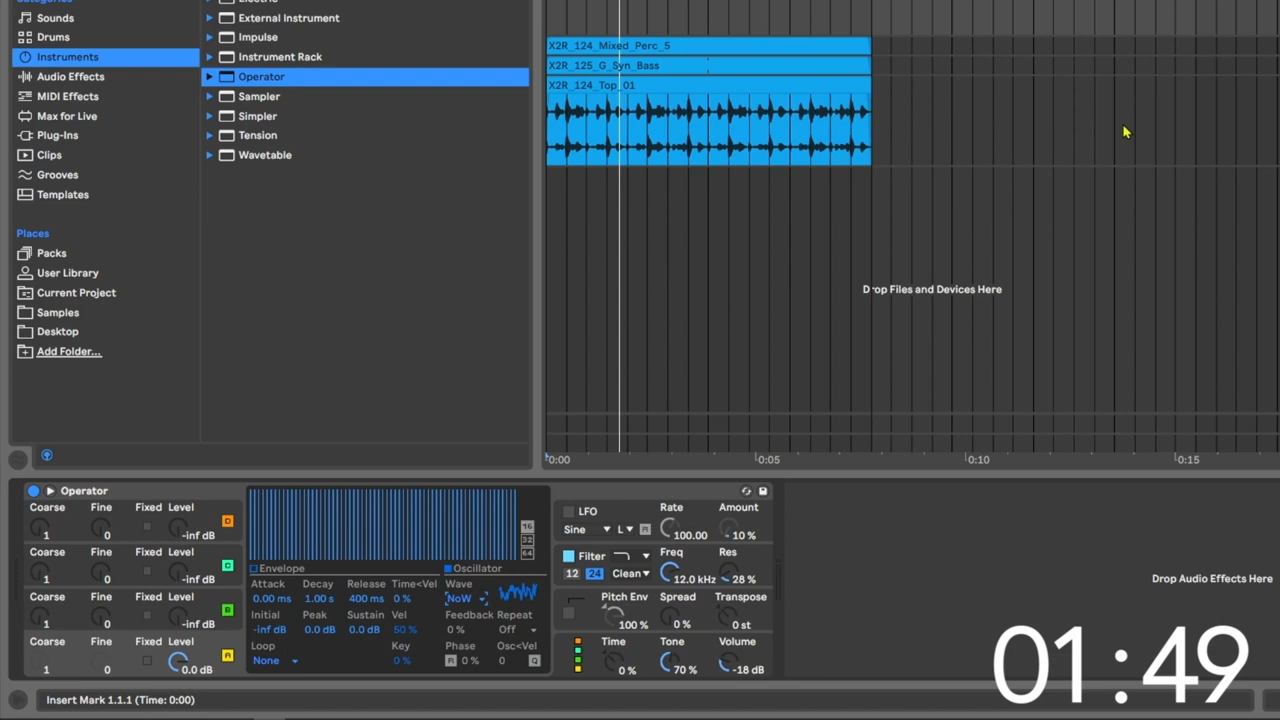 Sounds
Drums
Instruments
Audio Effects
MIDI Effects
Max for Live
Plug-Ins
Clips
Grooves
Templates
Places
Packs
User Library
Current Project
Samples
Desktop
Add Folder...
External Instrument
Impulse
Instrument Rack
Operator
Sampler
Simpler
Tension
Wavetable
X2R_124_Mixed_Perc_5
X2R_125_G_Syn_Bass
X2R_124_Top_01
Drop Files and Devices Here
0:00 0:05 0:10 0:15
Operator
Coarse Fine Fixed Level
1 0 -inf dB D
Coarse Fine Fixed Level
1 0 -inf dB C
Coarse Fine Fixed Level
1 0 -inf dB B
Coarse Fine Fixed Level
1 0 0.0 dB A
16
32
64
Envelope Oscillator
Attack Decay Release Time<Vel Wave
0.00 ms 1.00 s 400 ms 0 % NoW
Initial Peak Sustain Vel Feedback Repeat
-inf dB 0.0 dB 0.0 dB 50 % 0 % Off
Loop Key Phase Osc<Vel
None 0 % R 0 % 0 Q
LFO Rate Amount
Sine L R 100.00 10 %
Filter Freq Res
12 24 Clean 12.0 kHz 28 %
Pitch Env Spread Transpose
100 % 0 % 0 st
Time Tone Volume
0 % 70 % -18 dB
Drop Audio Effects Here
01:49
Insert Mark 1.1.1 (Time: 0:00)